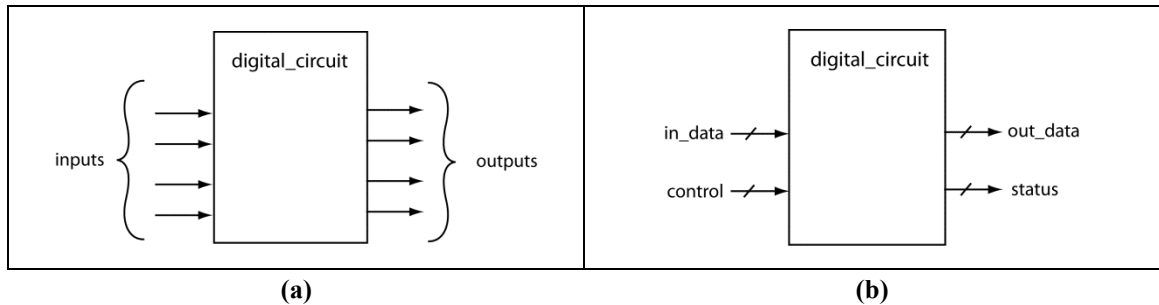 digital_circuit
inputs
outputs
(a)
digital_circuit
in_data
out_data
control
status
(b)